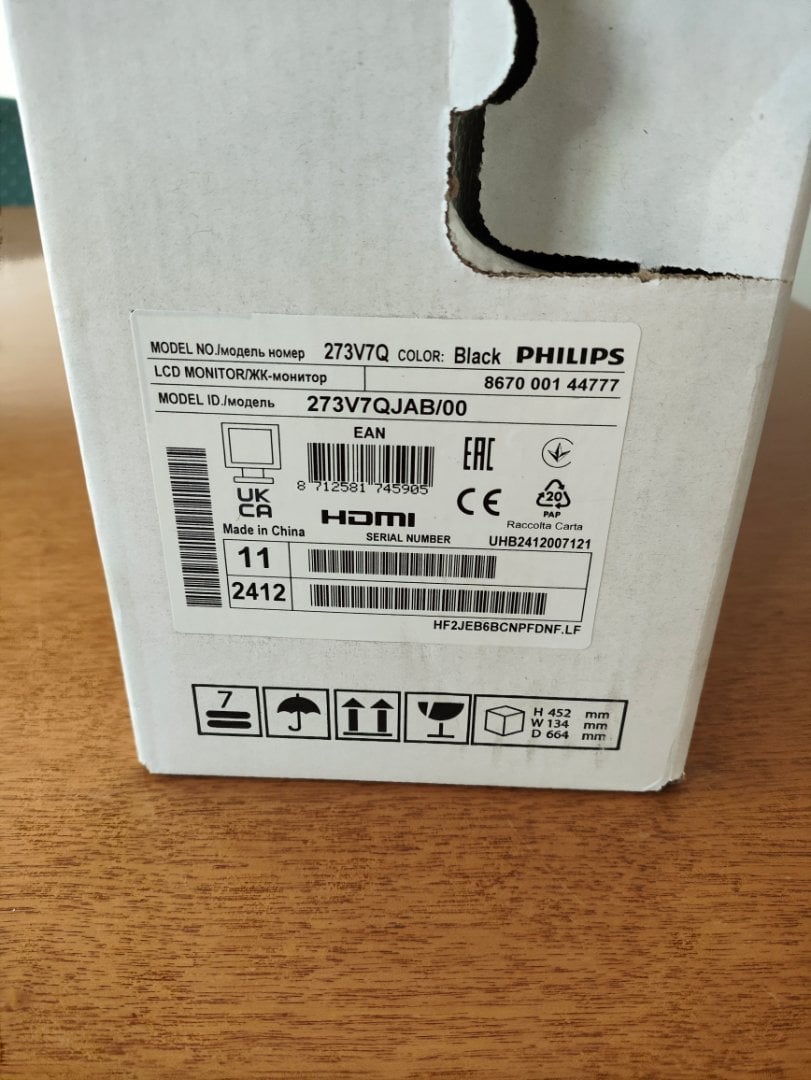 MODEL NO./модель номер 273V7Q COLOR: Black PHILIPS
LCD MONITOR/ЖК-монитор 8670 001 44777
MODEL ID./модель 273V7QJAB/00
EAN
8 712581 745905
EAC
UK
CA
CE
20
PAP
Raccolta Carta
HDMI
Made in China
SERIAL NUMBER UHB2412007121
11
2412
HF2JEB6BCNPFDNF.LF
7
H 452 mm
W 134 mm
D 664 mm